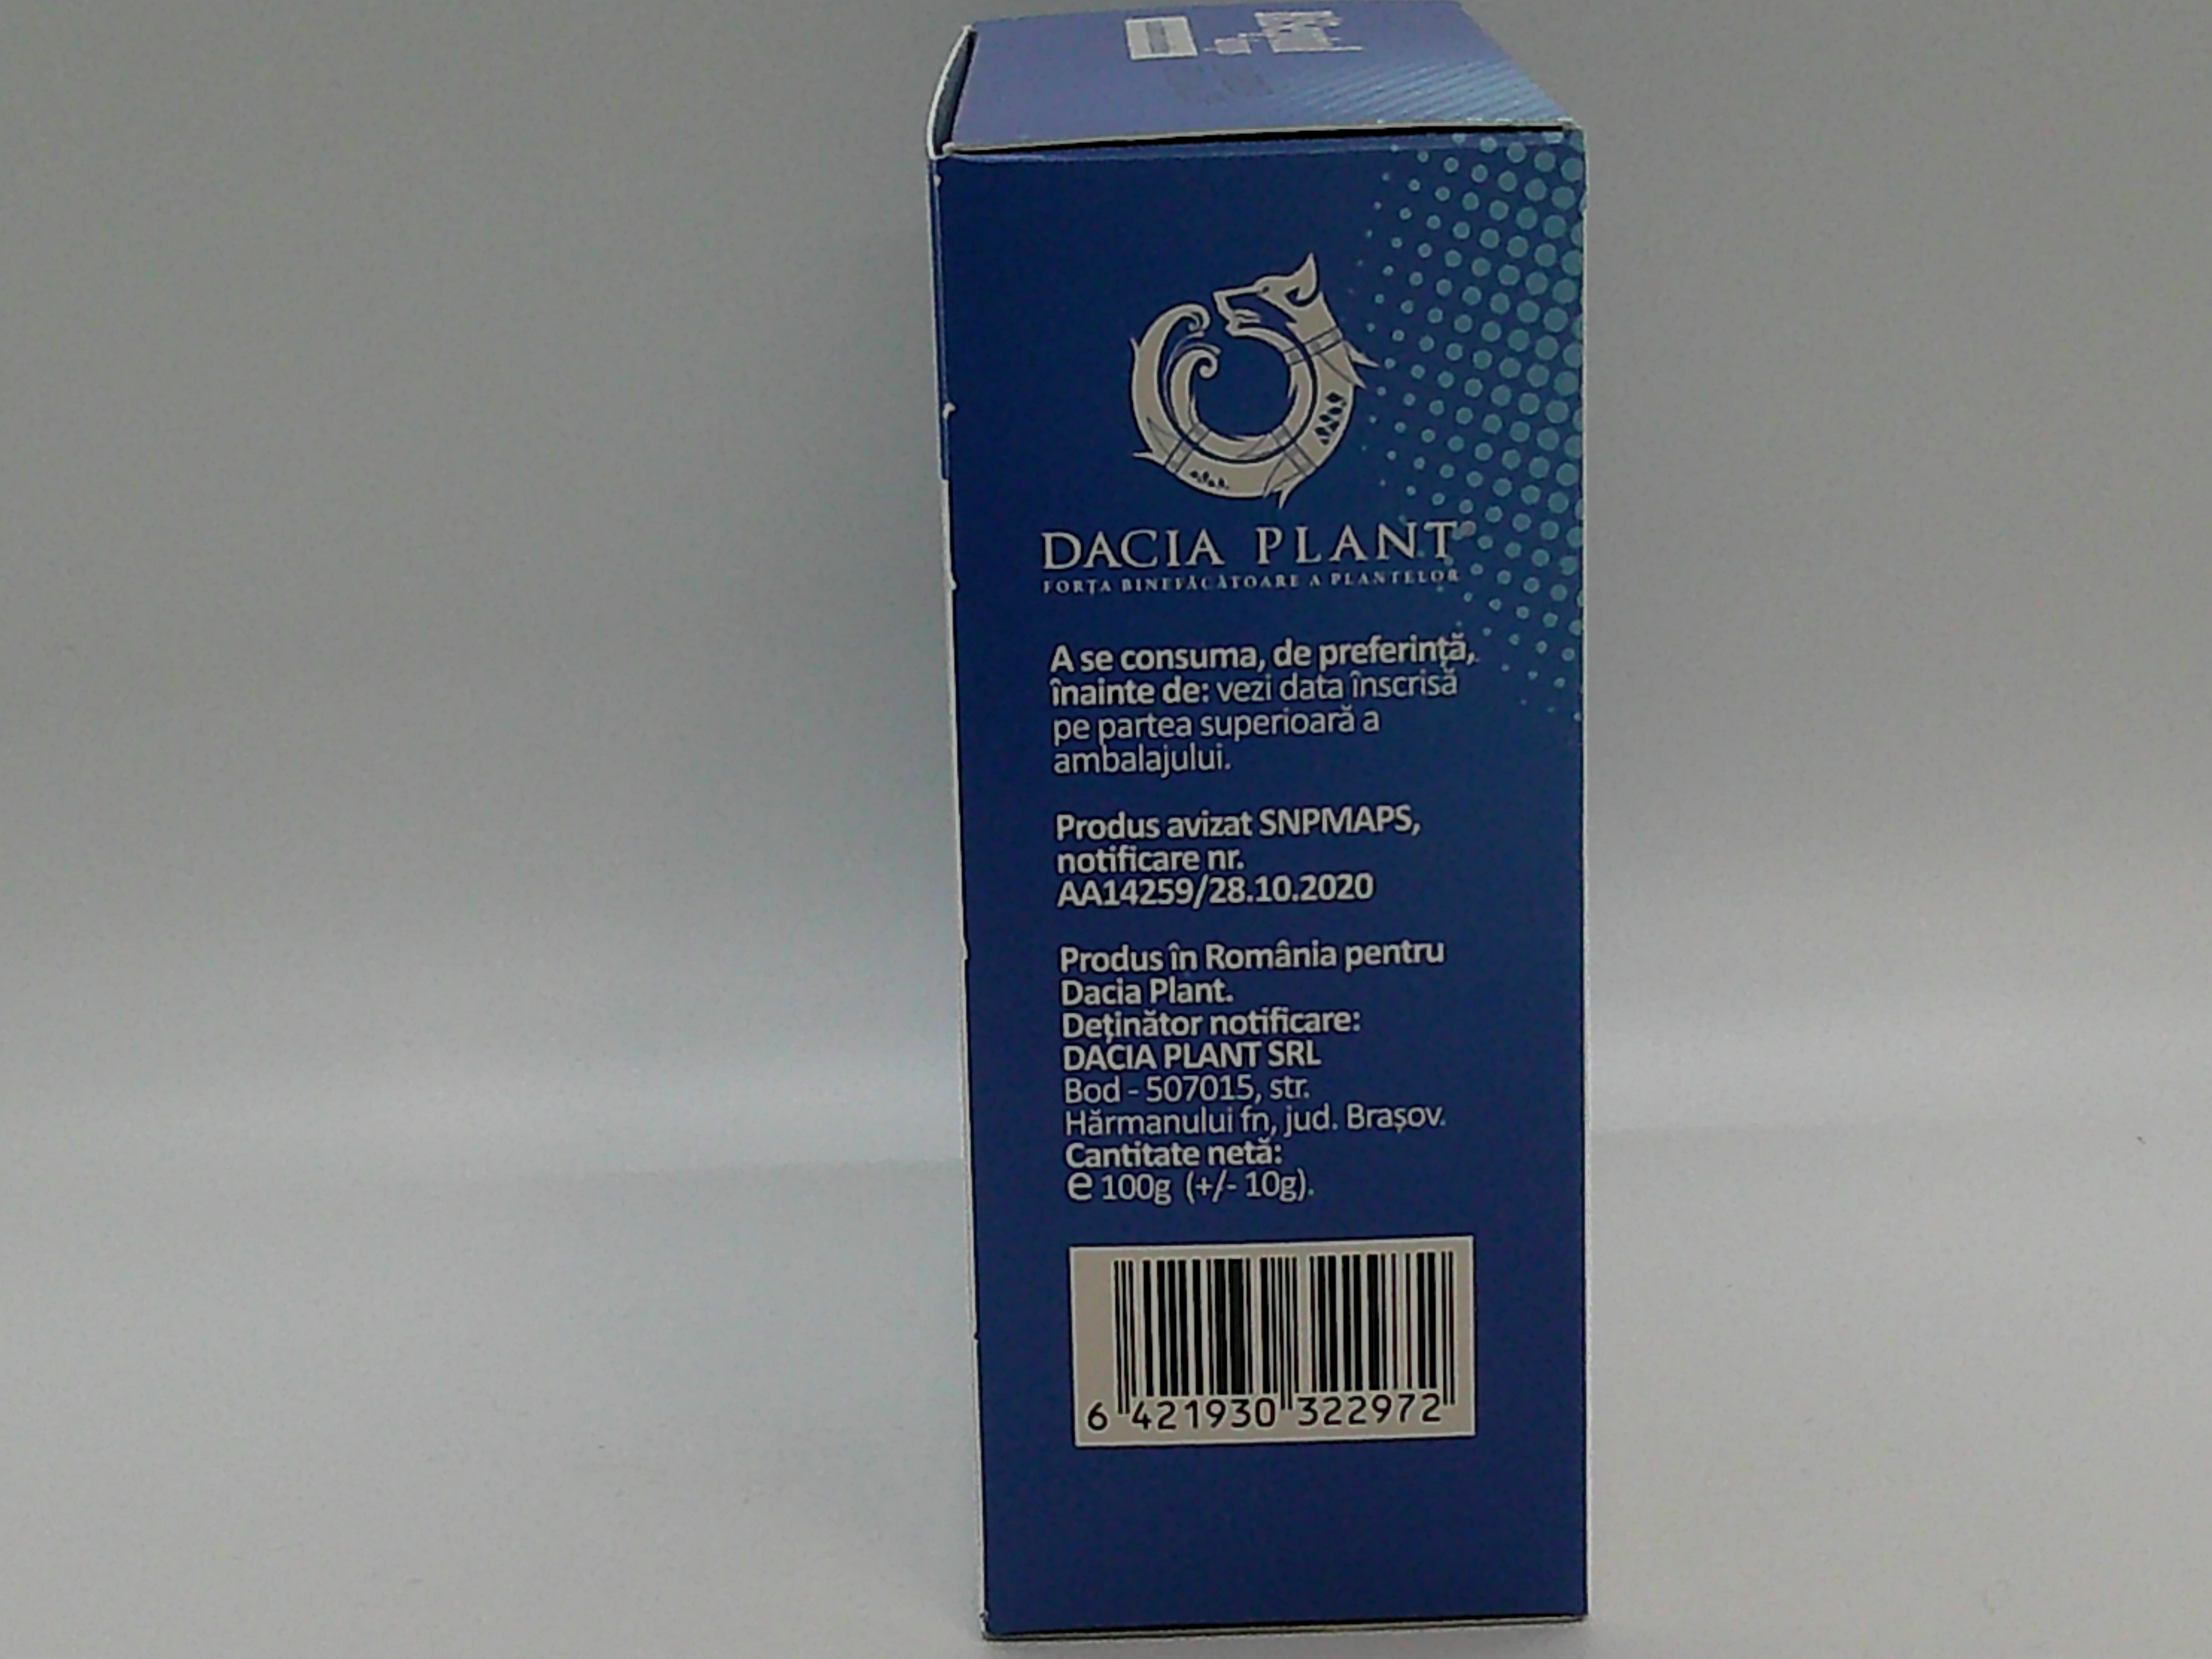 DACIA PLANT
FORȚA BINEFĂCĂTOARE A PLANTELOR
A se consuma, de preferință,
înainte de: vezi data înscrisă
pe partea superioară a
ambalajului.
Produs avizat SNPMAPS,
notificare nr.
AA14259/28.10.2020
Produs în România pentru
Dacia Plant.
Deținător notificare:
DACIA PLANT SRL
Bod - 507015, str.
Hărmanului fn, jud. Brașov.
Cantitate netă:
e 100g (+/- 10g).
6 421930 322972